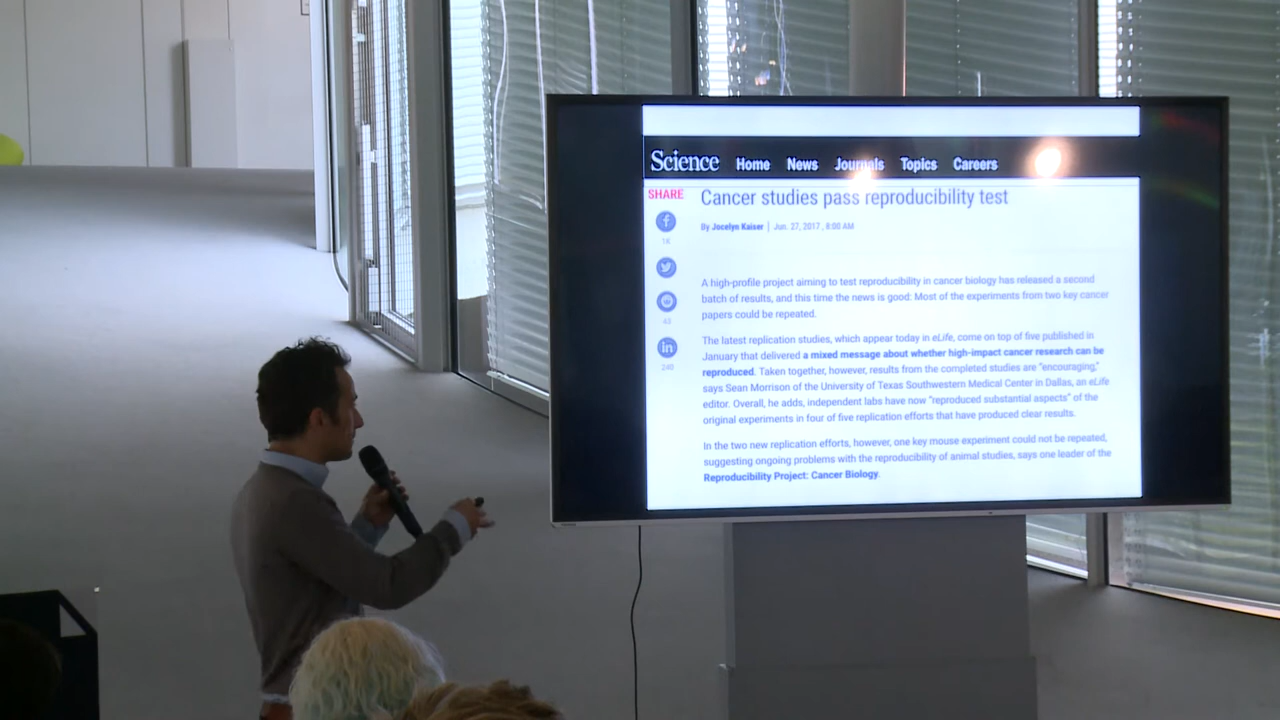 Science Home News Journals Topics Careers
SHARE
Cancer studies pass reproducibility test
By Jocelyn Kaiser | Jun. 27, 2017 , 8:00 AM
1K
A high-profile project aiming to test reproducibility in cancer biology has released a second
batch of results, and this time the news is good: Most of the experiments from two key cancer
papers could be repeated.
43
The latest replication studies, which appear today in eLife, come on top of five published in
January that delivered a mixed message about whether high-impact cancer research can be
reproduced. Taken together, however, results from the completed studies are "encouraging,"
says Sean Morrison of the University of Texas Southwestern Medical Center in Dallas, an eLife
editor. Overall, he adds, independent labs have now "reproduced substantial aspects" of the
original experiments in four of five replication efforts that have produced clear results.
in
249
In the two new replication efforts, however, one key mouse experiment could not be repeated,
suggesting ongoing problems with the reproducibility of animal studies, says one leader of the
Reproducibility Project: Cancer Biology.